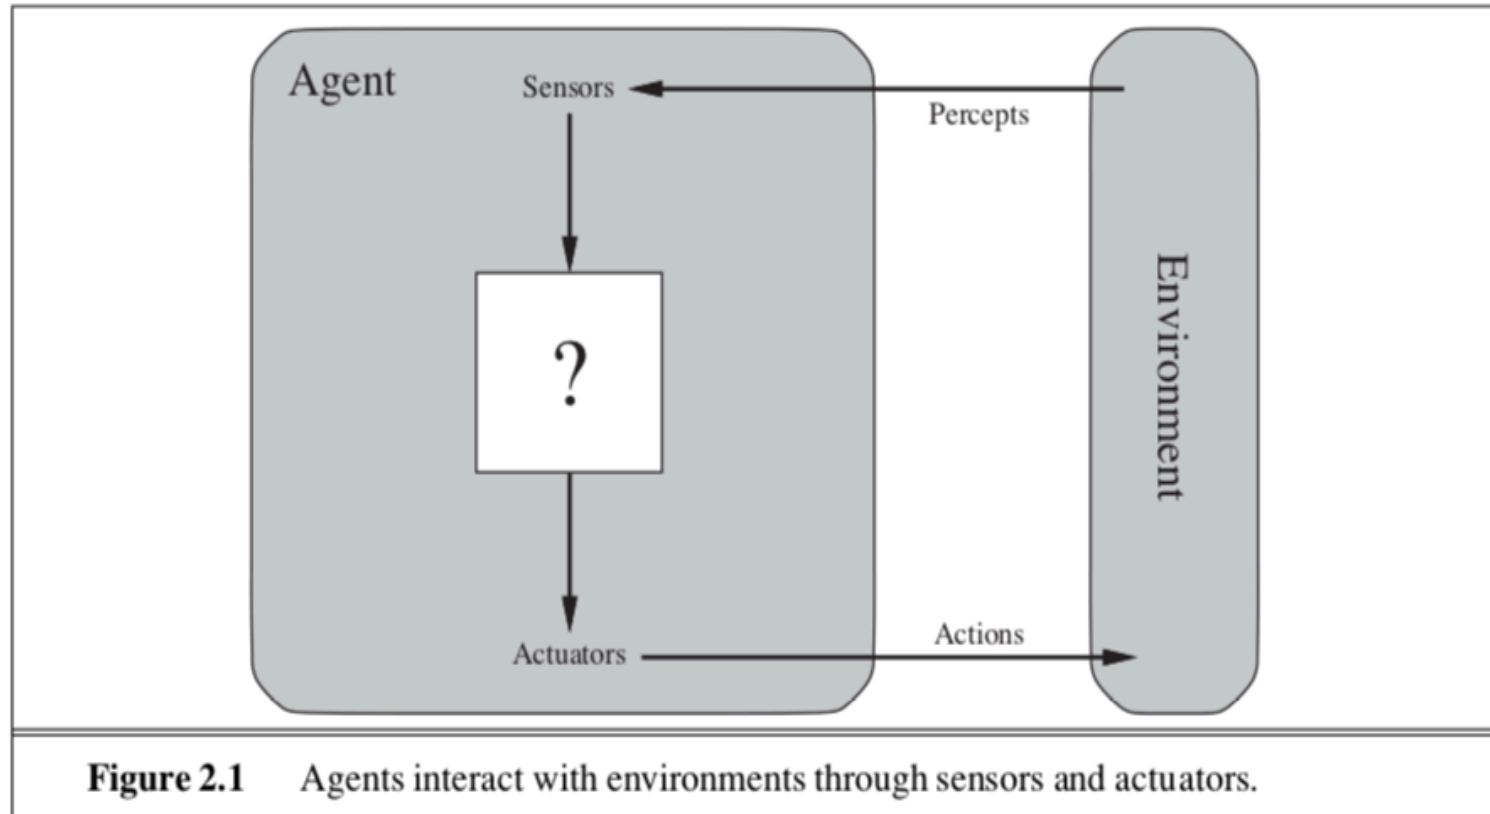 Agent
Sensors
Percepts
?
Environment
Actions
Actuators
Figure 2.1 Agents interact with environments through sensors and actuators.